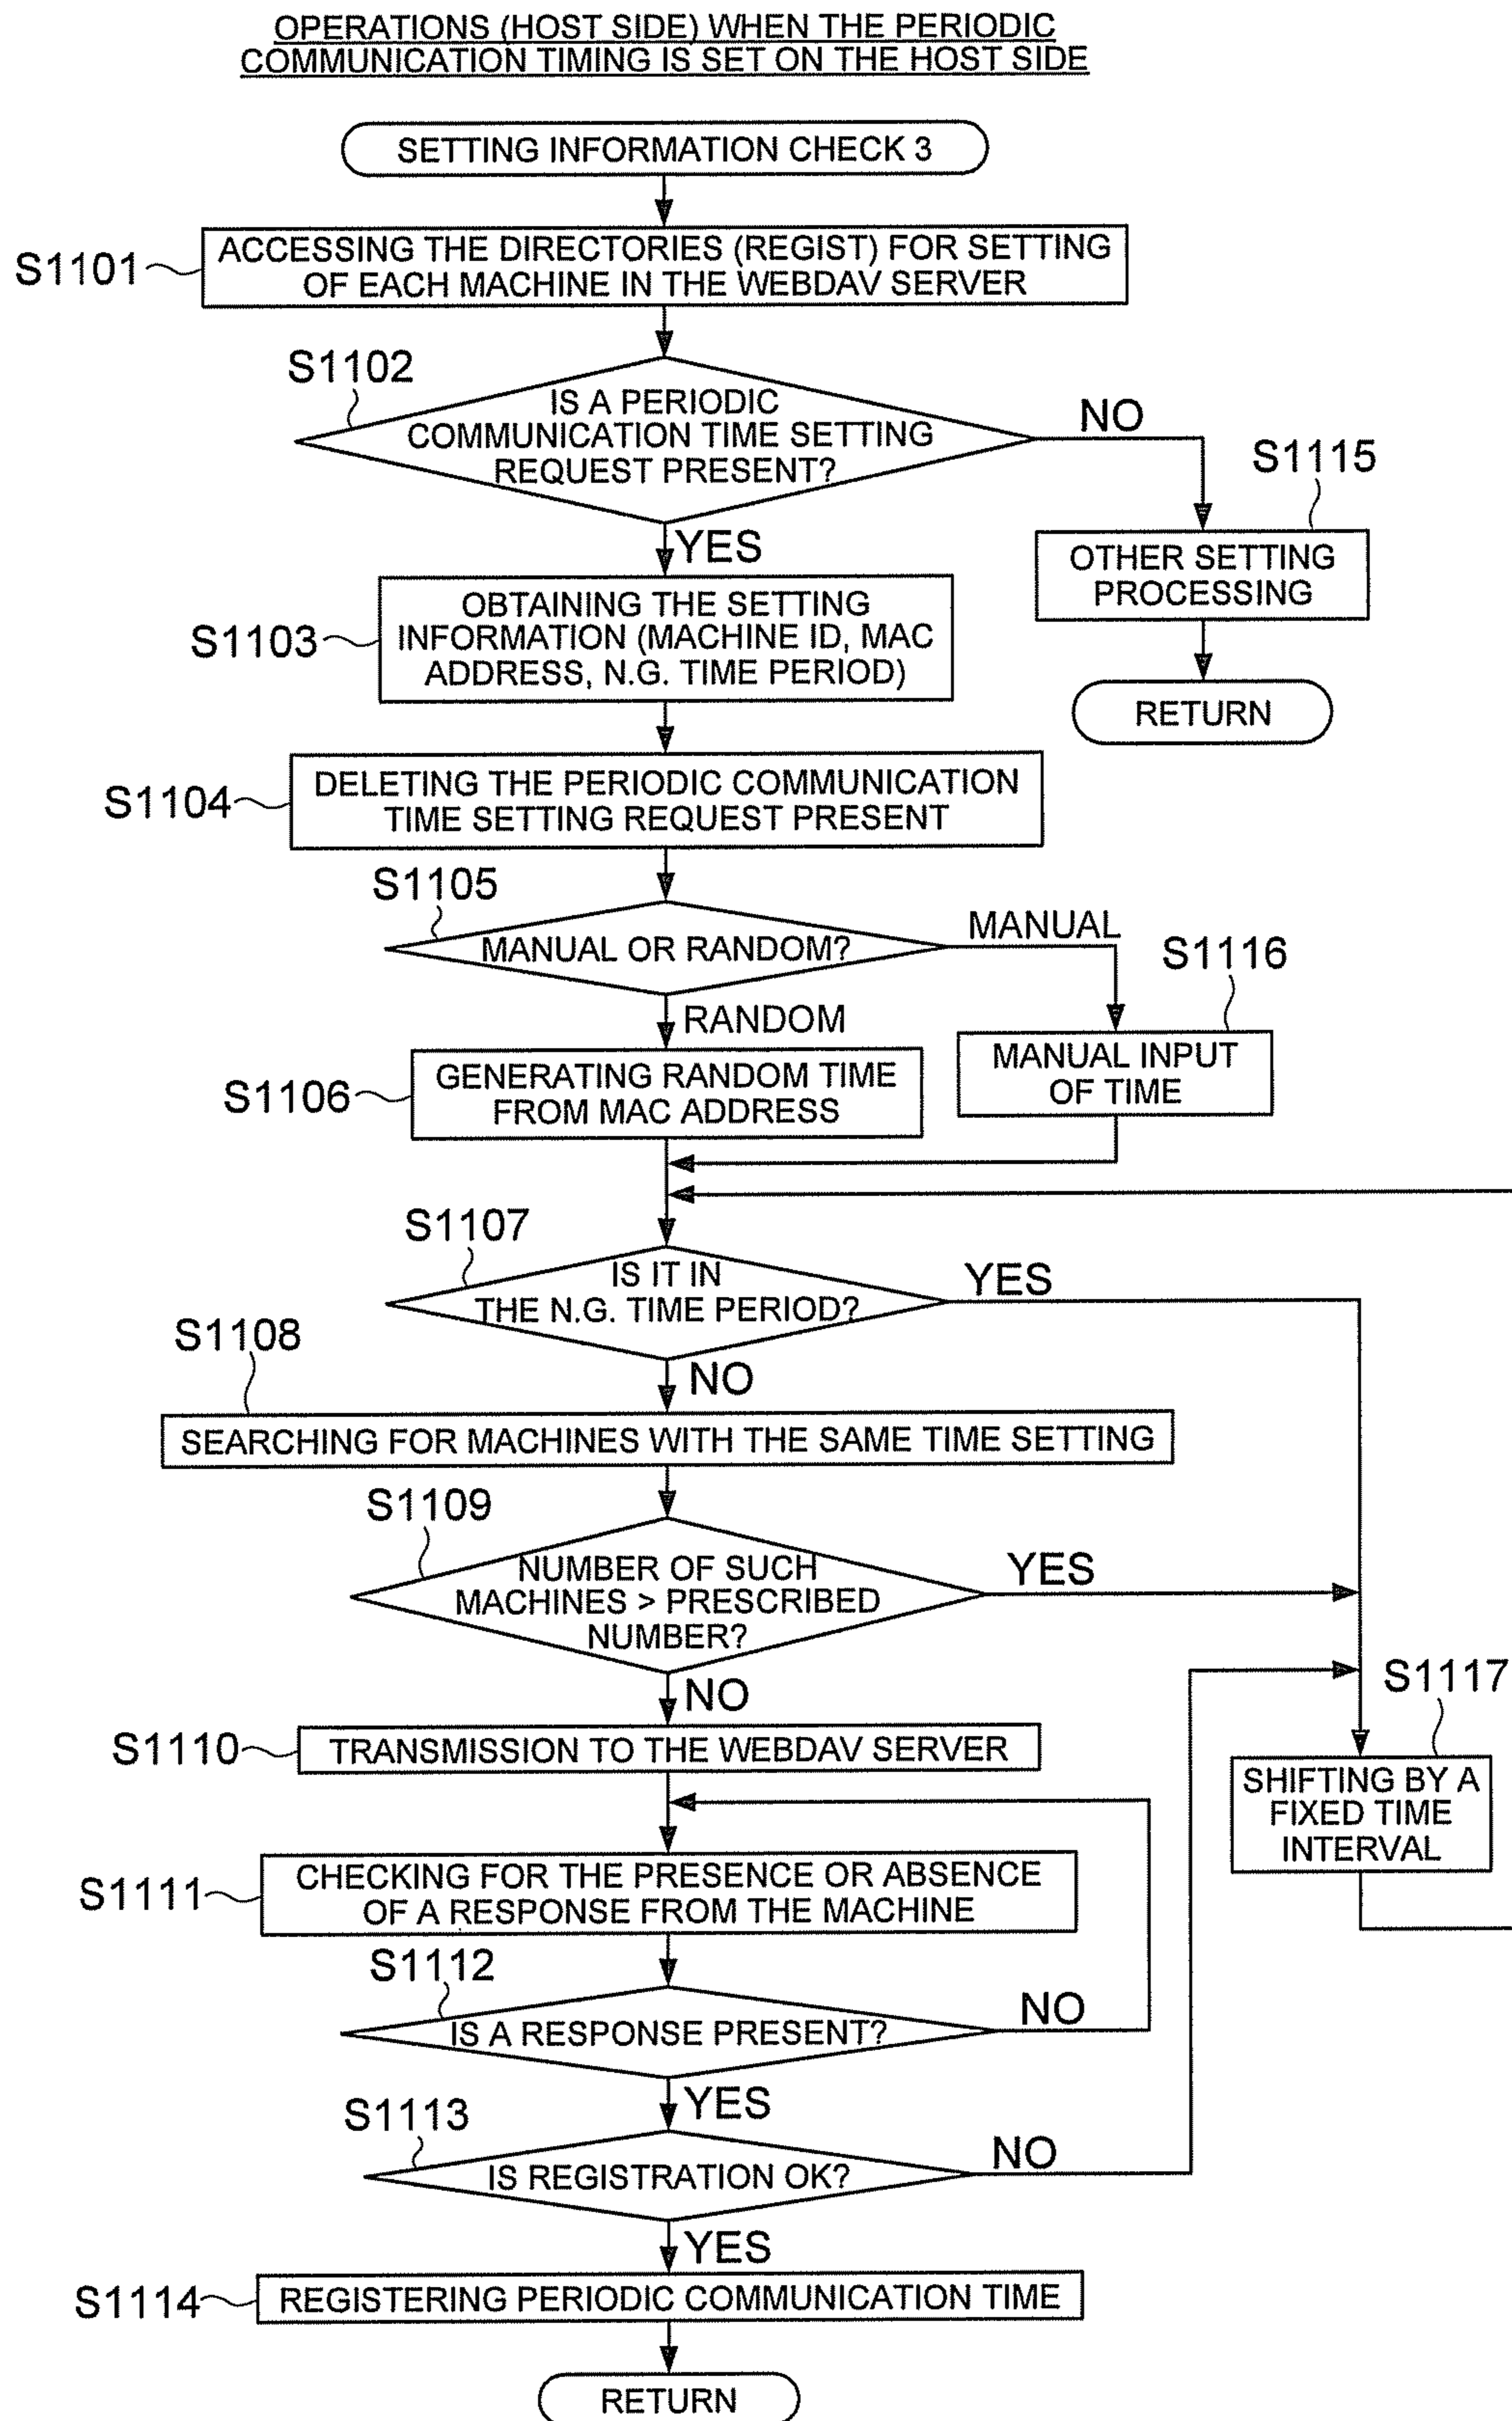 OPERATIONS (HOST SIDE) WHEN THE PERIODIC
COMMUNICATION TIMING IS SET ON THE HOST SIDE
SETTING INFORMATION CHECK 3
S1101
ACCESSING THE DIRECTORIES (REGIST) FOR SETTING
OF EACH MACHINE IN THE WEBDAV SERVER
S1102
IS A PERIODIC
COMMUNICATION TIME SETTING
REQUEST PRESENT?
NO
S1115
OTHER SETTING
PROCESSING
RETURN
YES
S1103
OBTAINING THE SETTING
INFORMATION (MACHINE ID, MAC
ADDRESS, N.G. TIME PERIOD)
S1104
DELETING THE PERIODIC COMMUNICATION
TIME SETTING REQUEST PRESENT
S1105
MANUAL OR RANDOM?
MANUAL
S1116
MANUAL INPUT
OF TIME
RANDOM
S1106
GENERATING RANDOM TIME
FROM MAC ADDRESS
S1107
IS IT IN
THE N.G. TIME PERIOD?
YES
NO
S1108
SEARCHING FOR MACHINES WITH THE SAME TIME SETTING
S1109
NUMBER OF SUCH
MACHINES > PRESCRIBED
NUMBER?
YES
NO
S1117
SHIFTING BY A
FIXED TIME
INTERVAL
S1110
TRANSMISSION TO THE WEBDAV SERVER
S1111
CHECKING FOR THE PRESENCE OR ABSENCE
OF A RESPONSE FROM THE MACHINE
S1112
IS A RESPONSE PRESENT?
NO
YES
S1113
IS REGISTRATION OK?
NO
YES
S1114
REGISTERING PERIODIC COMMUNICATION TIME
RETURN